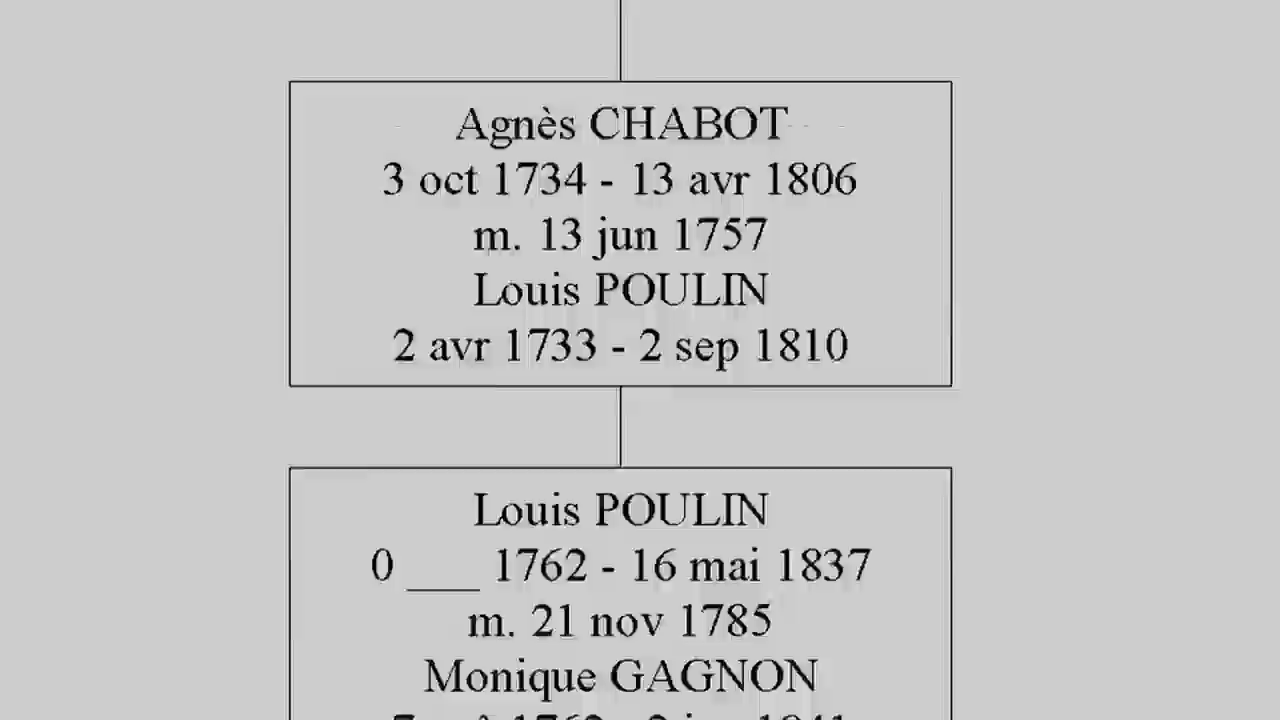 Agnès CHABOT
3 oct 1734 - 13 avr 1806
m. 13 jun 1757
Louis POULIN
2 avr 1733 - 2 sep 1810
Louis POULIN
0 ___ 1762 - 16 mai 1837
m. 21 nov 1785
Monique GAGNON